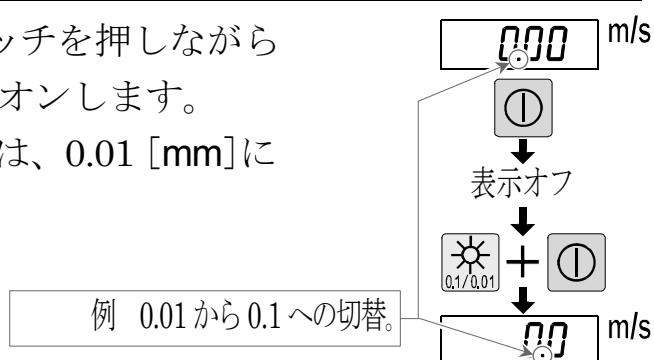 ッチを押しながら
オンします。
は、0.01 [mm]に
0.00 m/s
表示オフ
0.1/0.01
+
例 0.01から0.1への切替。
0.0 m/s